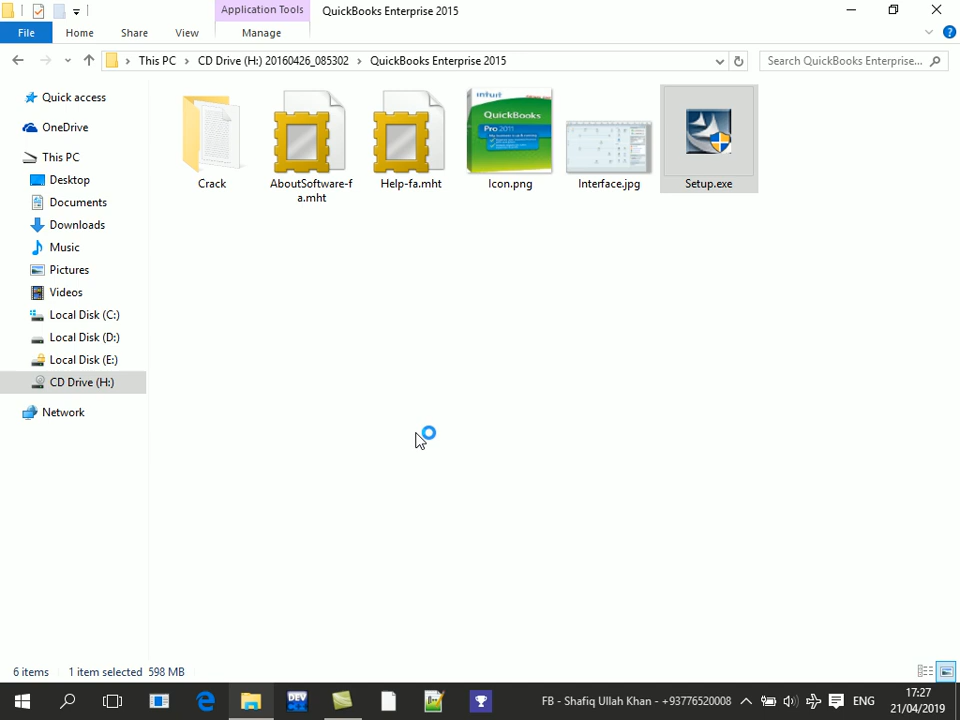 Application Tools
QuickBooks Enterprise 2015
File
Home
Share
View
Manage
This PC
CD Drive (H:) 20160426_085302
QuickBooks Enterprise 2015
Search QuickBooks Enterprise...
Quick access
OneDrive
This PC
Desktop
Documents
Downloads
Music
Pictures
Videos
Local Disk (C:)
Local Disk (D:)
Local Disk (E:)
CD Drive (H:)
Network
intuit
QuickBooks
Pro 2011
Crack
AboutSoftware-f
a.mht
Help-fa.mht
Icon.png
Interface.jpg
Setup.exe
6 items
1 item selected 598 MB
DEV
FB - Shafiq Ullah Khan - +93776520008
ENG
17:27
21/04/2019